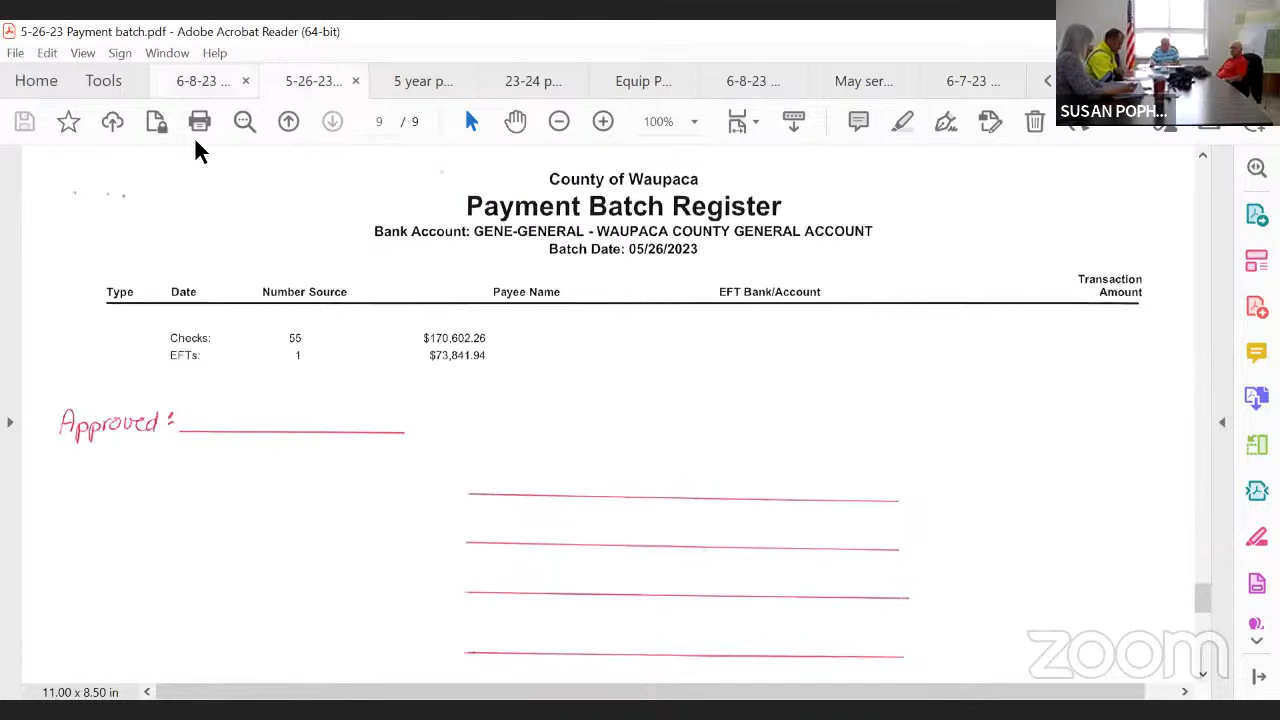 5-26-23 Payment batch.pdf - Adobe Acrobat Reader (64-bit)
File Edit View Sign Window Help
Home Tools 6-8-23 ... × 5-26-23... × 5 year p... 23-24 p... Equip P... 6-8-23 ... May ser... 6-7-23 ...
SUSAN POPH...
9 / 9 100%
County of Waupaca
Payment Batch Register
Bank Account: GENE-GENERAL - WAUPACA COUNTY GENERAL ACCOUNT
Batch Date: 05/26/2023
Type Date Number Source Payee Name EFT Bank/Account Transaction Amount
Checks: 55 $170,602.26
EFTs: 1 $73,841.94
Approved:
zoom
11.00 x 8.50 in